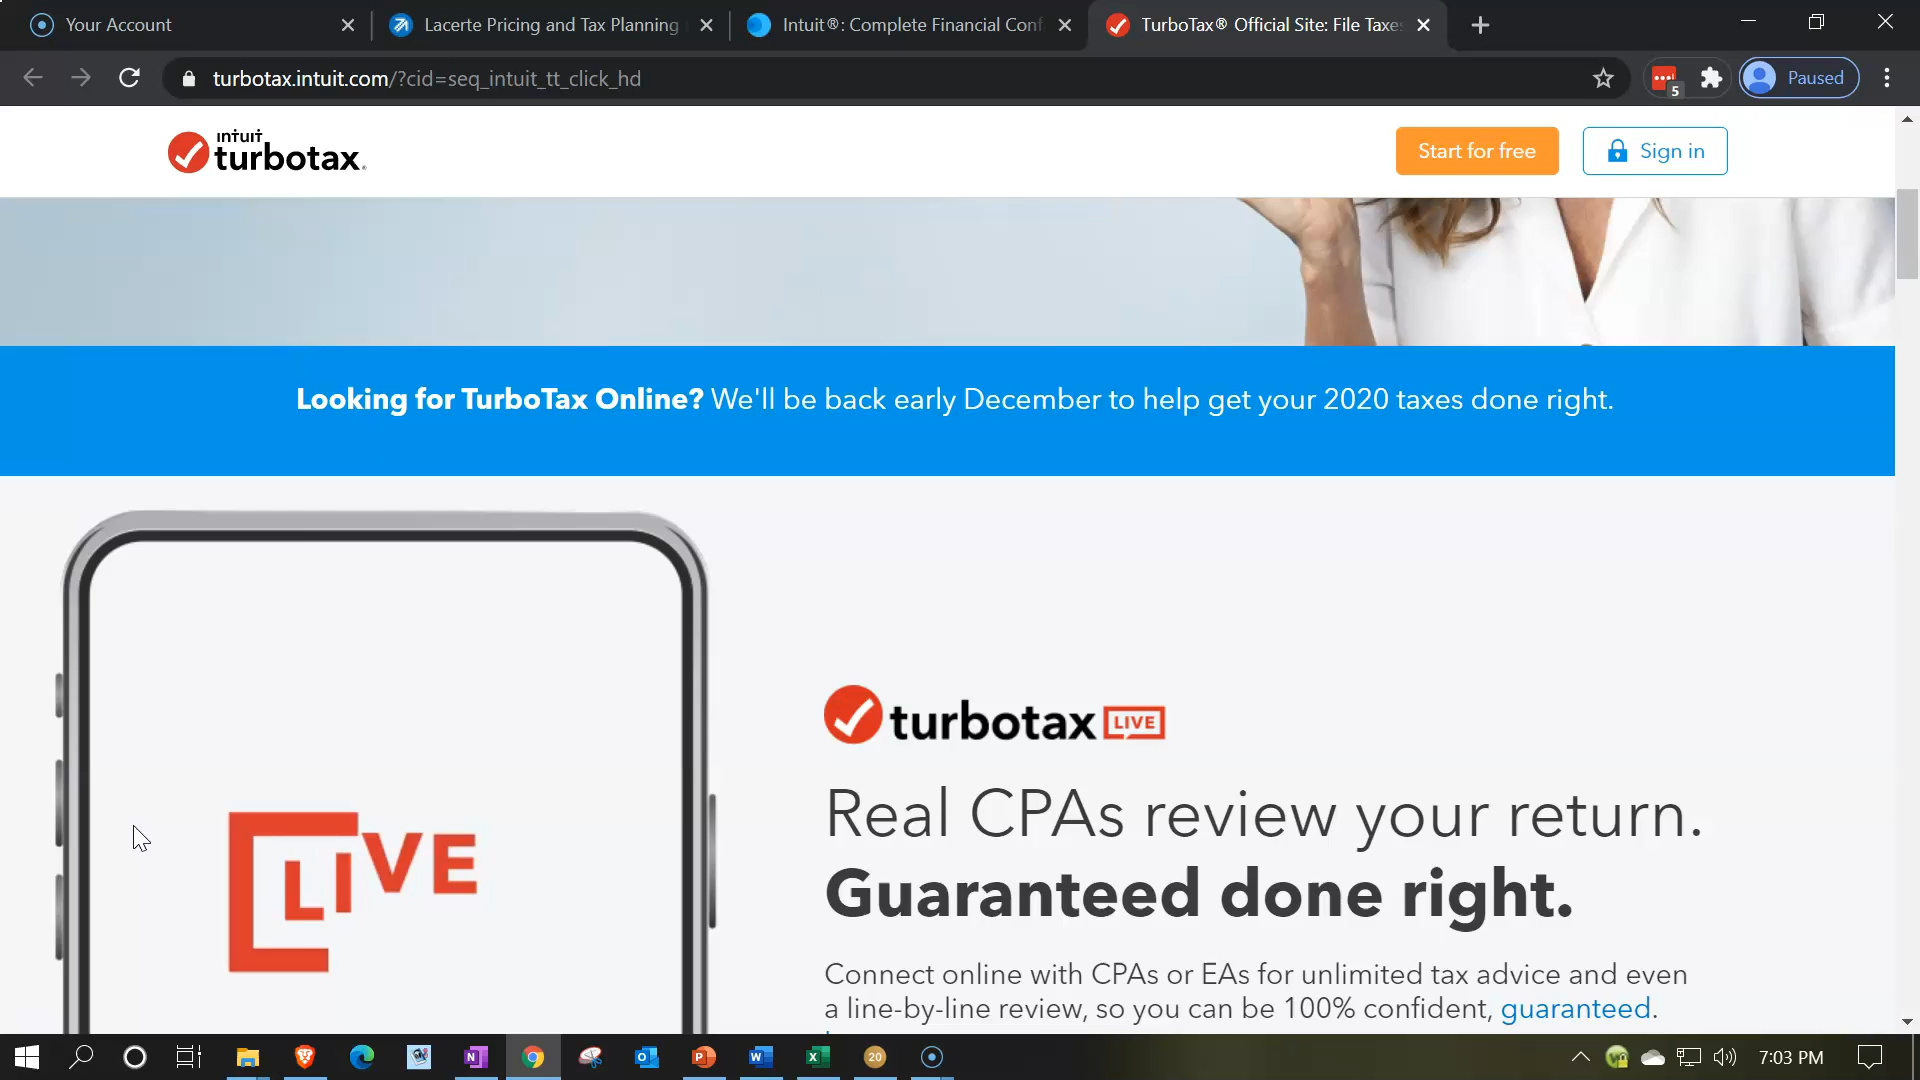 Your Account
Lacerte Pricing and Tax Planning
Intuit®: Complete Financial Conf
TurboTax® Official Site: File Taxes
turbotax.intuit.com/?cid=seq_intuit_tt_click_hd
5
Paused
intuit
turbotax.
Start for free
Sign in
Looking for TurboTax Online? We'll be back early December to help get your 2020 taxes done right.
turbotax LIVE
LIVE
Real CPAs review your return.
Guaranteed done right.
Connect online with CPAs or EAs for unlimited tax advice and even
a line-by-line review, so you can be 100% confident, guaranteed.
20
7:03 PM